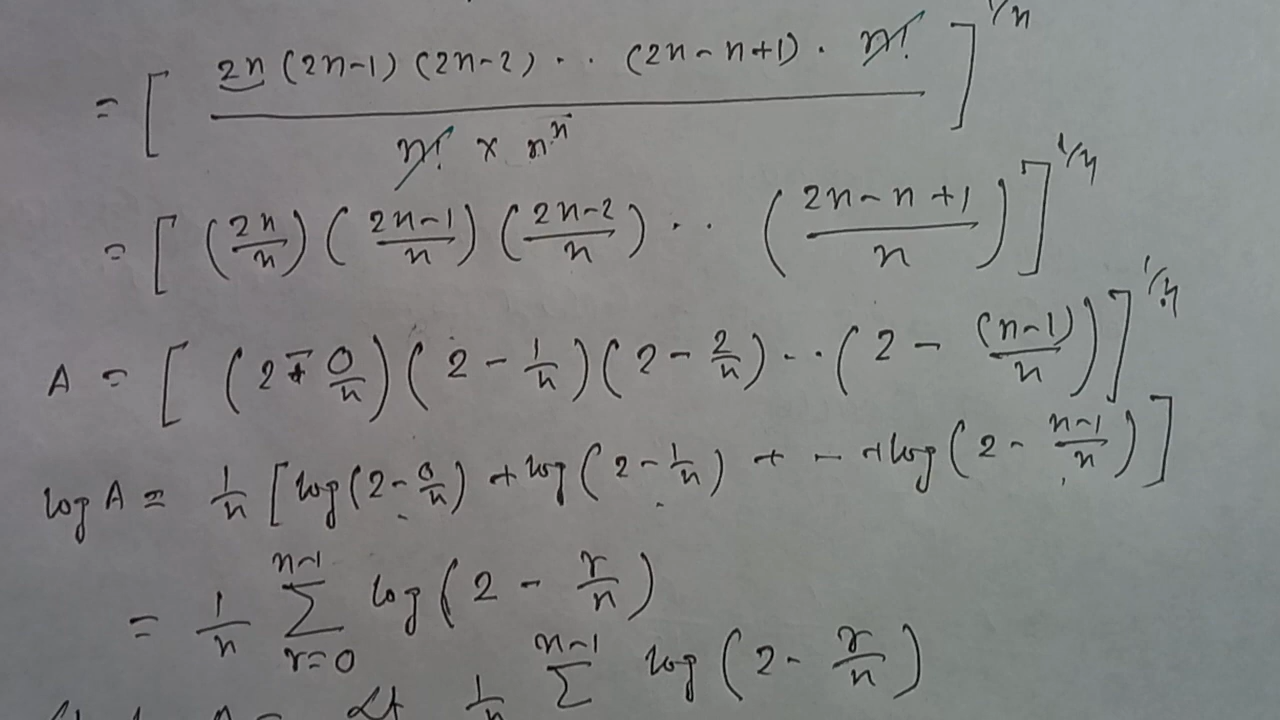 = [ (2n (2n-1) (2n-2) .. (2n-n+1) . n!) / (n! × n^n) ]^(1/n)
= [ (2n/n) ( (2n-1)/n ) ( (2n-2)/n ) .. ( (2n-n+1)/n ) ]^(1/n)
A = [ (2 - 0/n) (2 - 1/n) (2 - 2/n) .. (2 - (n-1)/n) ]^(1/n)
log A = 1/n [ log(2 - 0/n) + log(2 - 1/n) + - + log(2 - (n-1)/n) ]
= 1/n ∑_{r=0}^{n-1} log(2 - r/n)
Lt 1/n ∑^{n-1} log(2 - r/n)